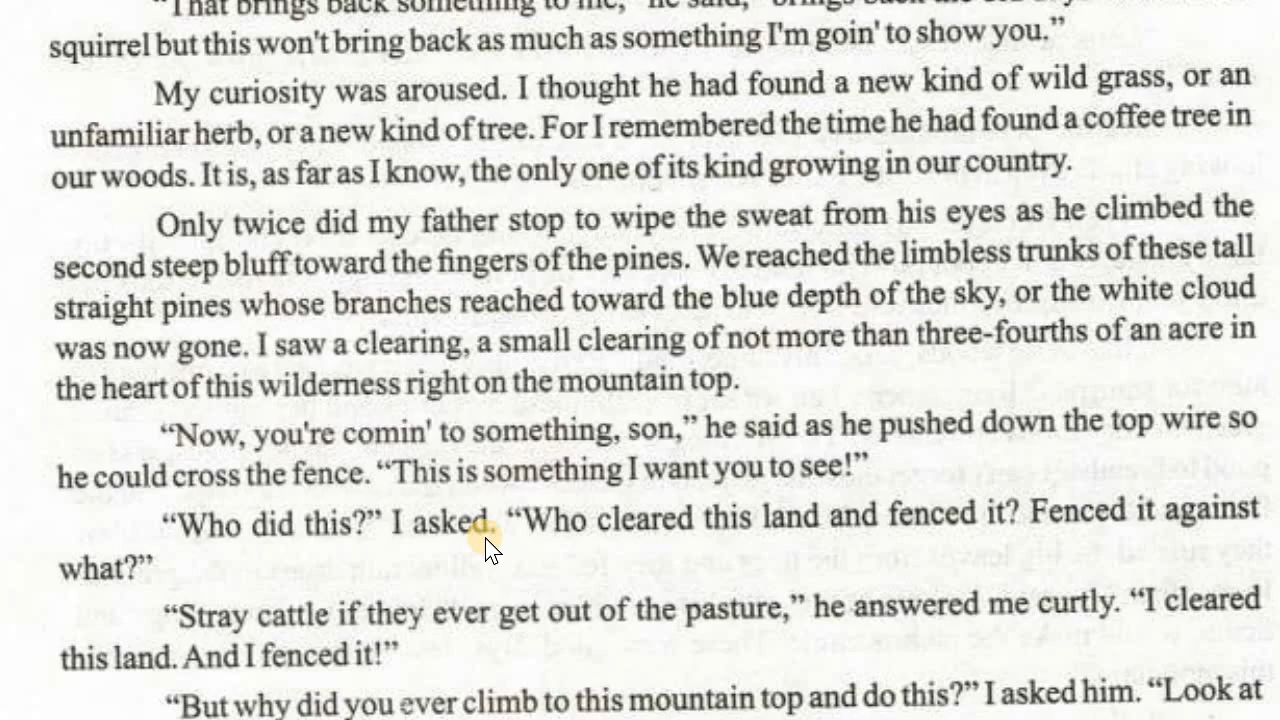 "That brings back something to me," he said, "brings back the
squirrel but this won't bring back as much as something I'm goin' to show you."
My curiosity was aroused. I thought he had found a new kind of wild grass, or an
unfamiliar herb, or a new kind of tree. For I remembered the time he had found a coffee tree in
our woods. It is, as far as I know, the only one of its kind growing in our country.
Only twice did my father stop to wipe the sweat from his eyes as he climbed the
second steep bluff toward the fingers of the pines. We reached the limbless trunks of these tall
straight pines whose branches reached toward the blue depth of the sky, or the white cloud
was now gone. I saw a clearing, a small clearing of not more than three-fourths of an acre in
the heart of this wilderness right on the mountain top.
"Now, you're comin' to something, son," he said as he pushed down the top wire so
he could cross the fence. "This is something I want you to see!"
"Who did this?" I asked. "Who cleared this land and fenced it? Fenced it against
what?"
"Stray cattle if they ever get out of the pasture," he answered me curtly. "I cleared
this land. And I fenced it!"
"But why did you ever climb to this mountain top and do this?" I asked him. "Look at